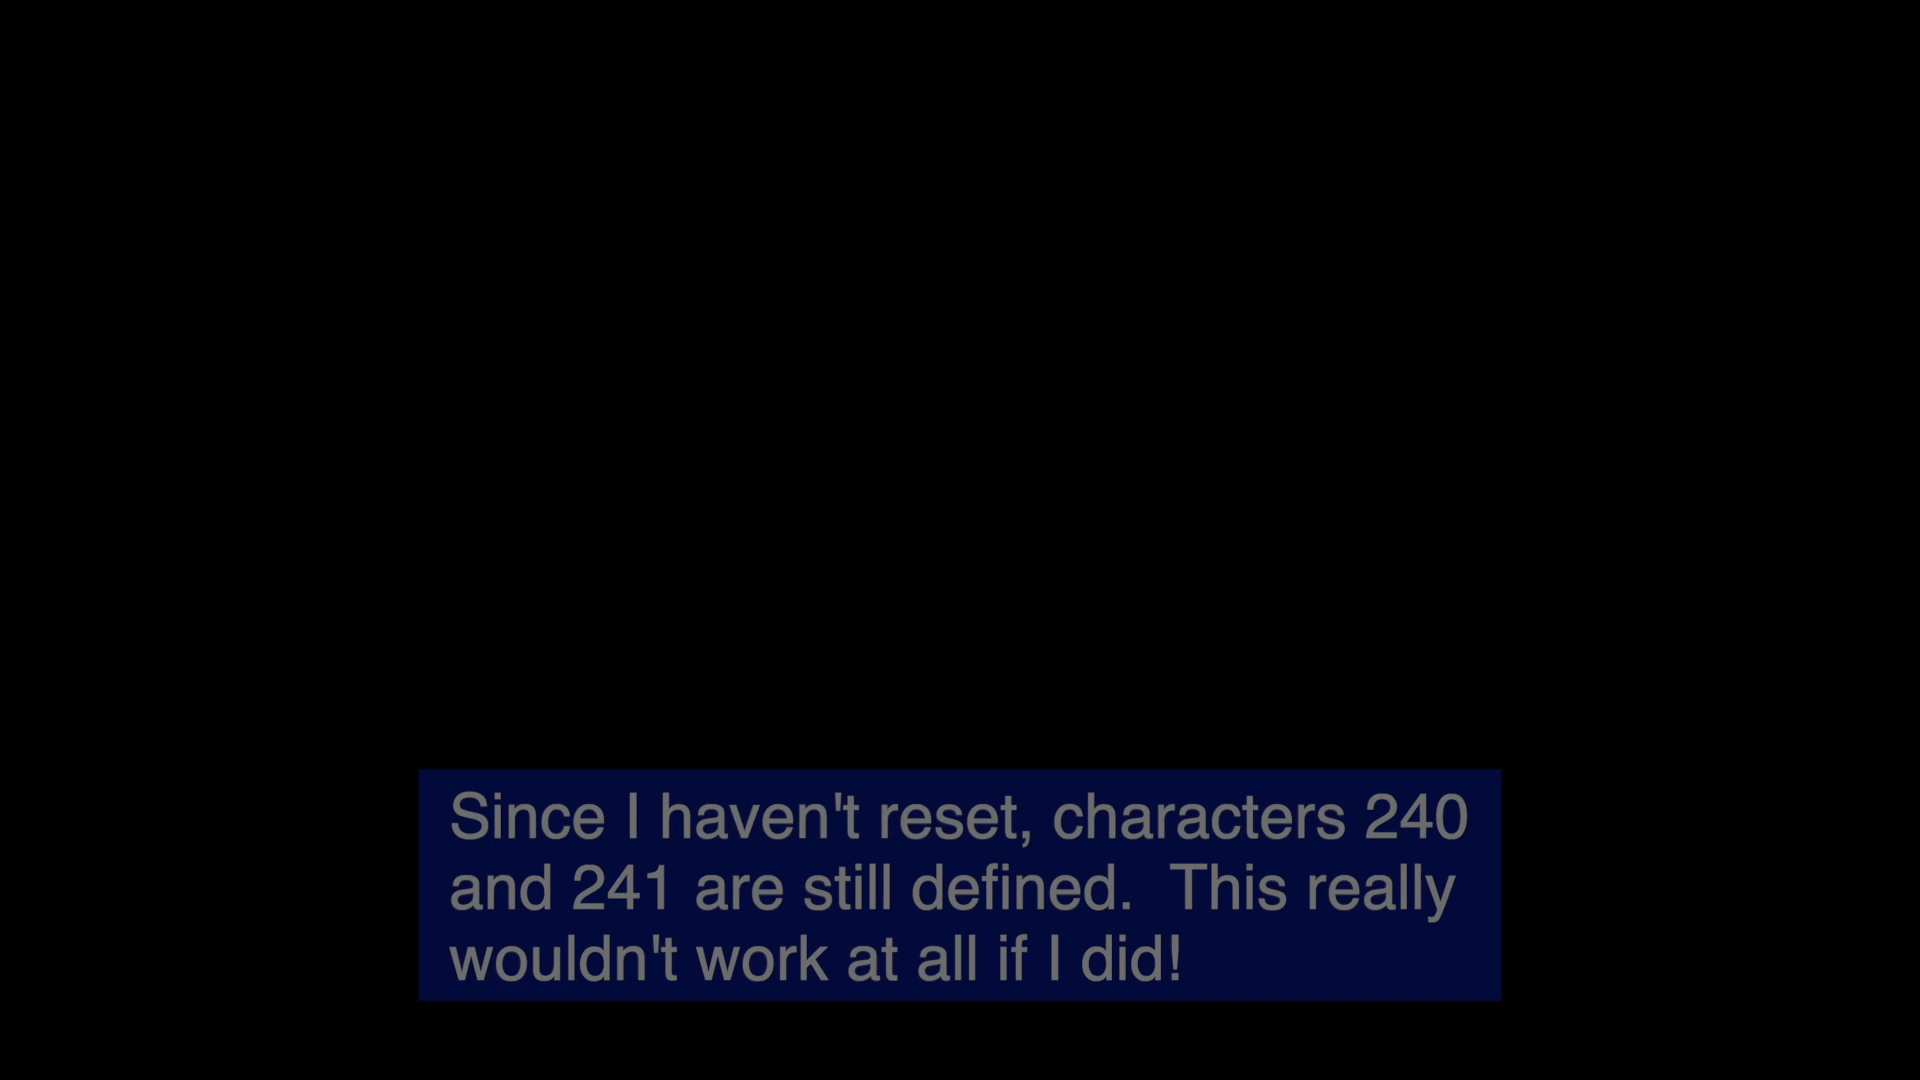 Since I haven't reset, characters 240
and 241 are still defined.  This really
wouldn't work at all if I did!